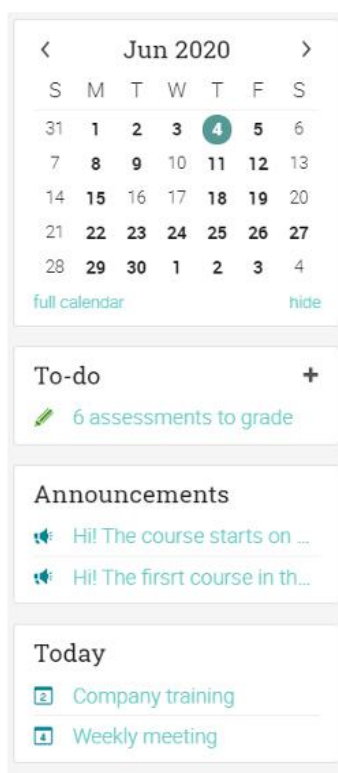 Jun 2020
S M T W T F S
31 1 2 3 4 5 6
7 8 9 10 11 12 13
14 15 16 17 18 19 20
21 22 23 24 25 26 27
28 29 30 1 2 3 4
full calendar hide
To-do +
6 assessments to grade
Announcements
Hi! The course starts on ...
Hi! The firsrt course in th...
Today
2 Company training
4 Weekly meeting